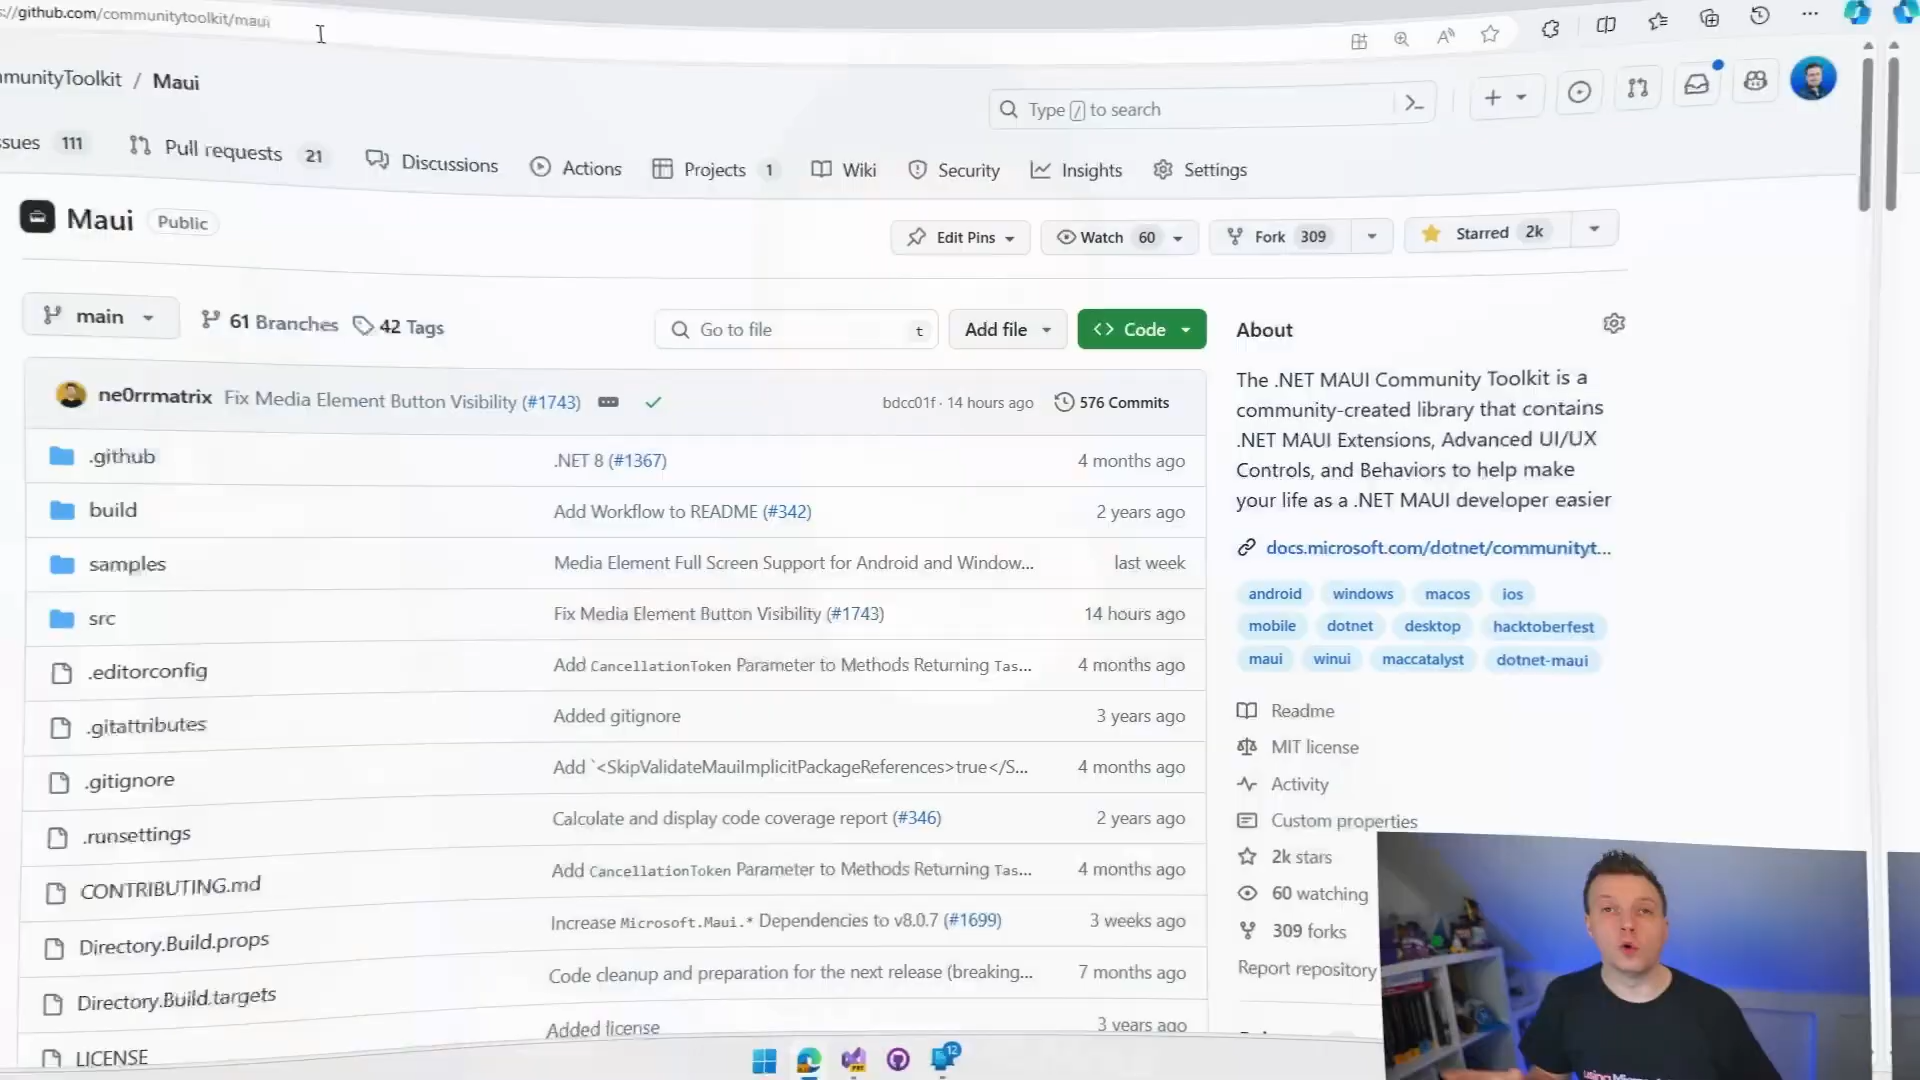 ://github.com/communitytoolkit/maui
mmunityToolkit / Maui
Type / to search
ssues 111
Pull requests 21
Discussions
Actions
Projects 1
Wiki
Security
Insights
Settings
Maui Public
Edit Pins
Watch 60
Fork 309
Starred 2k
main
61 Branches
42 Tags
Go to file t
Add file
Code
About
The .NET MAUI Community Toolkit is a
community-created library that contains
.NET MAUI Extensions, Advanced UI/UX
Controls, and Behaviors to help make
your life as a .NET MAUI developer easier
docs.microsoft.com/dotnet/communityt...
android windows macos ios
mobile dotnet desktop hacktoberfest
maui winui maccatalyst dotnet-maui
Readme
MIT license
Activity
Custom properties
2k stars
60 watching
309 forks
Report repository
ne0rrmatrix Fix Media Element Button Visibility (#1743) bdcc01f · 14 hours ago 576 Commits
.github .NET 8 (#1367) 4 months ago
build Add Workflow to README (#342) 2 years ago
samples Media Element Full Screen Support for Android and Window... last week
src Fix Media Element Button Visibility (#1743) 14 hours ago
.editorconfig Add CancellationToken Parameter to Methods Returning Tas... 4 months ago
.gitattributes Added gitignore 3 years ago
.gitignore Add `<SkipValidateMauiImplicitPackageReferences>true</S... 4 months ago
.runsettings Calculate and display code coverage report (#346) 2 years ago
CONTRIBUTING.md Add CancellationToken Parameter to Methods Returning Tas... 4 months ago
Directory.Build.props Increase Microsoft.Maui.* Dependencies to v8.0.7 (#1699) 3 weeks ago
Directory.Build.targets Code cleanup and preparation for the next release (breaking... 7 months ago
LICENSE Added license 3 years ago
12